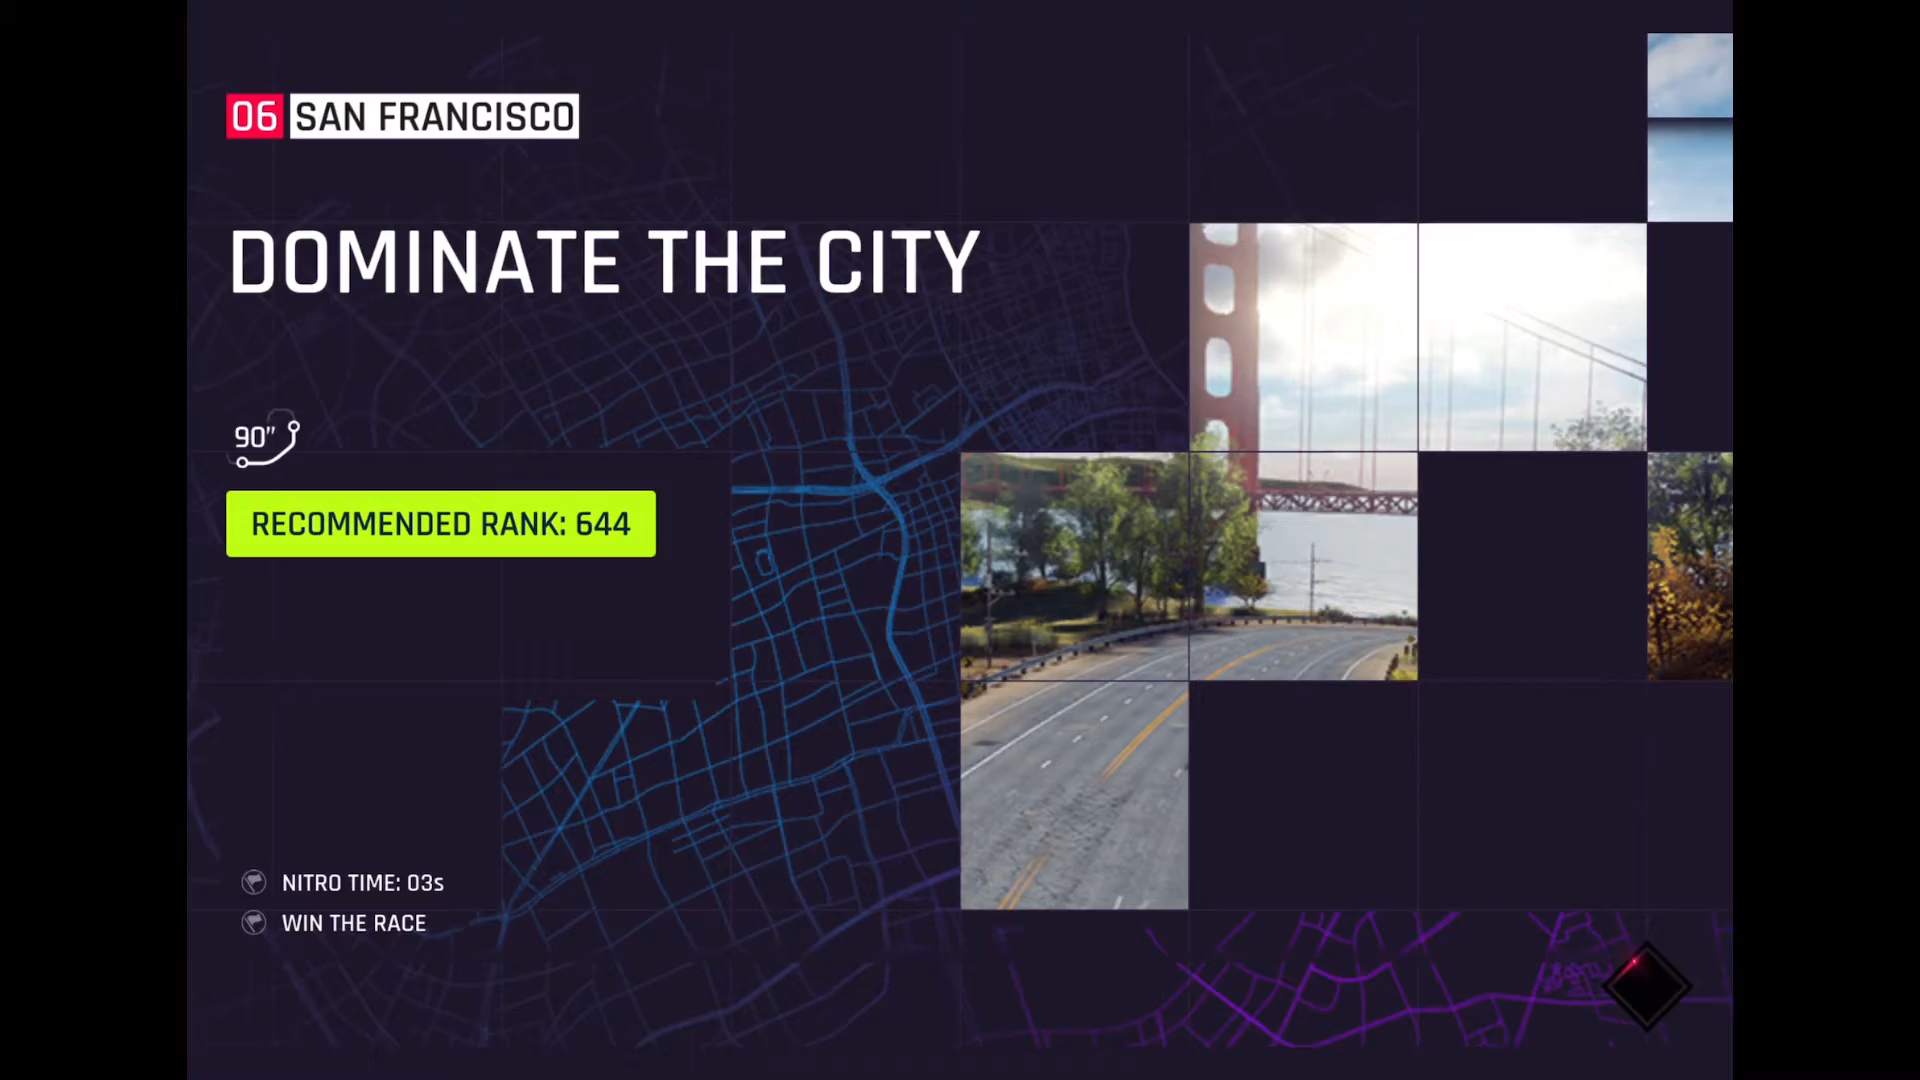 06 SAN FRANCISCO
DOMINATE THE CITY
90"
RECOMMENDED RANK: 644
NITRO TIME: 03s
WIN THE RACE